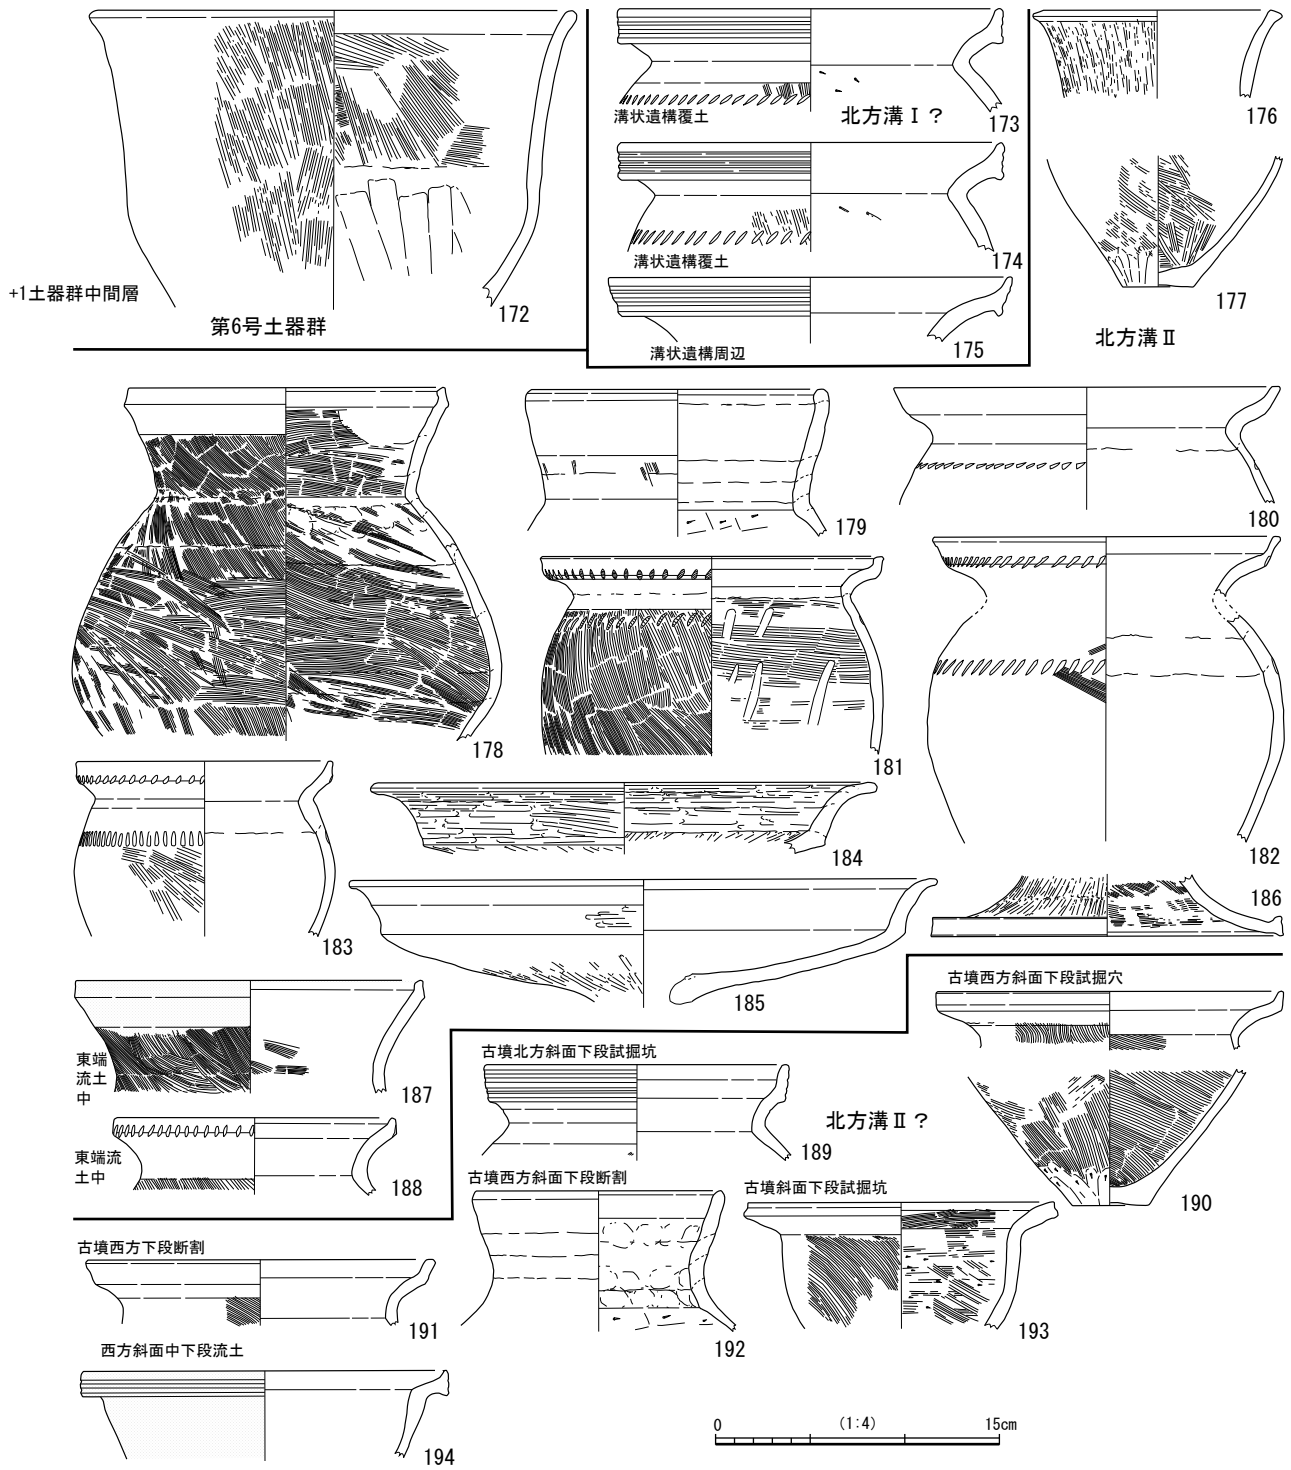 +1土器群中間層
第6号土器群
172
溝状遺構覆土
北方溝Ⅰ？
173
溝状遺構覆土
174
溝状遺構周辺
175
176
177
北方溝Ⅱ
178
179
180
181
182
183
184
185
186
東端
流土
中
187
東端流
土中
188
古墳北方斜面下段試掘坑
189
北方溝Ⅱ？
古墳西方斜面下段試掘穴
190
古墳西方下段断割
191
古墳西方斜面下段断割
192
古墳斜面下段試掘坑
193
西方斜面中下段流土
194
0 (1:4) 15cm